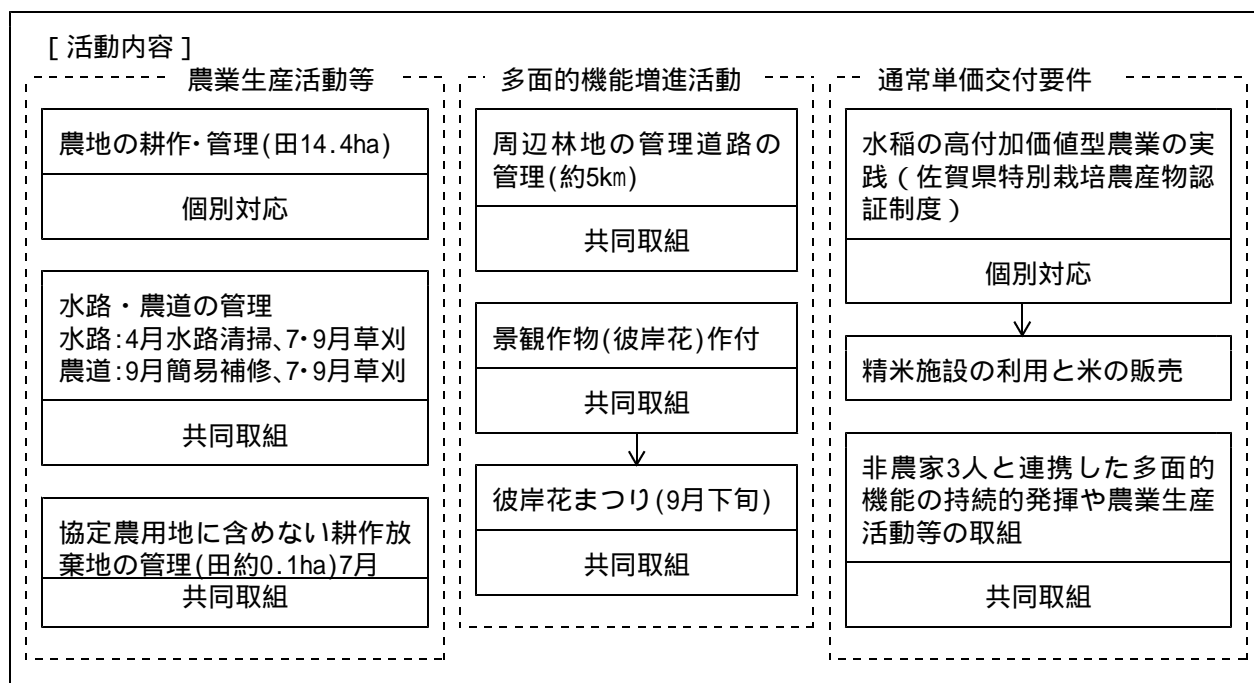 [ 活動内容 ]
農業生産活動等
農地の耕作・管理(田14.4ha)
個別対応
水路・農道の管理
水路:4月水路清掃、7・9月草刈
農道:9月簡易補修、7・9月草刈
共同取組
協定農用地に含めない耕作放
棄地の管理(田約0.1ha)7月
共同取組
多面的機能増進活動
周辺林地の管理道路の
管理(約5km)
共同取組
景観作物(彼岸花)作付
共同取組
彼岸花まつり(9月下旬)
共同取組
通常単価交付要件
水稲の高付加価値型農業の実
践（佐賀県特別栽培農産物認
証制度）
個別対応
精米施設の利用と米の販売
非農家3人と連携した多面的
機能の持続的発揮や農業生産
活動等の取組
共同取組